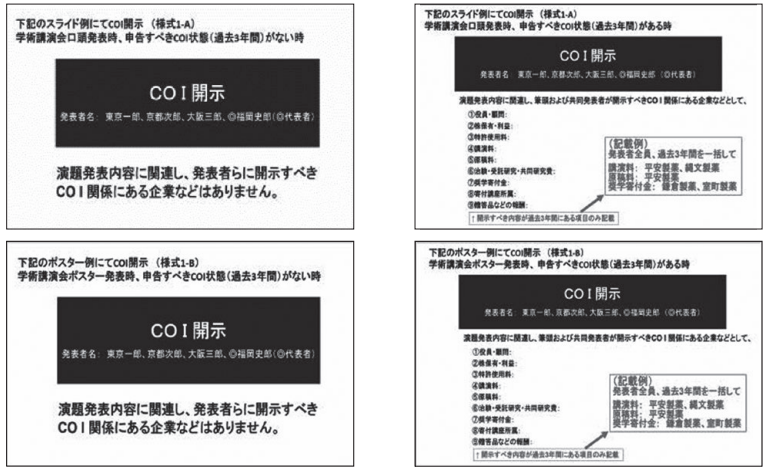 下記のスライド例にてCOI開示 (様式1-A)
学術講演会口頭発表時、申告すべきCOI状態(過去3年間)がない時
COI開示
発表者名: 東京一郎、京都次郎、大阪三郎、◎福岡史郎(◎代表者)
演題発表内容に関連し、発表者らに開示すべき
COI関係にある企業などはありません。
下記のスライド例にてCOI開示 (様式1-A)
学術講演会口頭発表時、申告すべきCOI状態(過去3年間)がある時
COI開示
発表者名: 東京一郎、京都次郎、大阪三郎、◎福岡史郎 (◎代表者)
演題発表内容に関連し、筆頭および共同発表者が開示すべきCOI関係にある企業などとして、
①役員・顧問:
②株保有・利益:
③特許使用料:
④講演料:
⑤原稿料:
⑥治験・受託研究・共同研究費:
⑦奨学寄付金:
⑧寄付講座所属:
⑨贈答品などの報酬:
(記載例)
発表者全員、過去3年間を一括して
講演料: 平安製薬、縄文製薬
原稿料: 平安製薬
奨学寄付金: 鎌倉製薬、室町製薬
↑開示すべき内容が過去3年間にある項目のみ記載
下記のポスター例にてCOI開示 (様式1-B)
学術講演会ポスター発表時、申告すべきCOI状態(過去3年間)がない時
COI開示
発表者名: 東京一郎、京都次郎、大阪三郎、◎福岡史郎(◎代表者)
演題発表内容に関連し、発表者らに開示すべき
COI関係にある企業などはありません。
下記のポスター例にてCOI開示 (様式1-B)
学術講演会ポスター発表時、申告すべきCOI状態(過去3年間)がある時
COI開示
発表者名: 東京一郎、京都次郎、大阪三郎、◎福岡史郎 (◎代表者)
演題発表内容に関連し、筆頭および共同発表者が開示すべきCOI関係にある企業などとして、
①役員・顧問:
②株保有・利益:
③特許使用料:
④講演料:
⑤原稿料:
⑥治験・受託研究・共同研究費:
⑦奨学寄付金:
⑧寄付講座所属:
⑨贈答品などの報酬:
(記載例)
発表者全員、過去3年間を一括して
講演料: 平安製薬、縄文製薬
原稿料: 平安製薬
奨学寄付金: 鎌倉製薬、室町製薬
↑開示すべき内容が過去3年間にある項目のみ記載